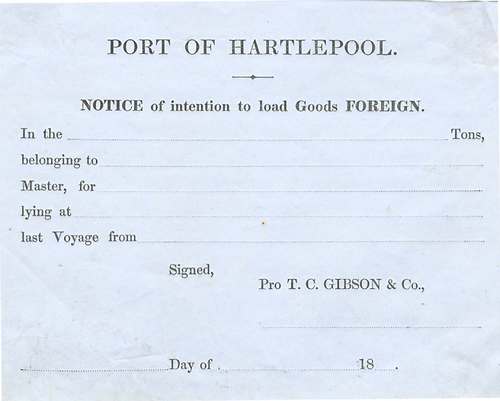 PORT OF HARTLEPOOL.
NOTICE of intention to load Goods FOREIGN.
In the Tons,
belonging to
Master, for
lying at
last Voyage from
Signed,
Pro T. C. GIBSON & Co.,
Day of 18 .